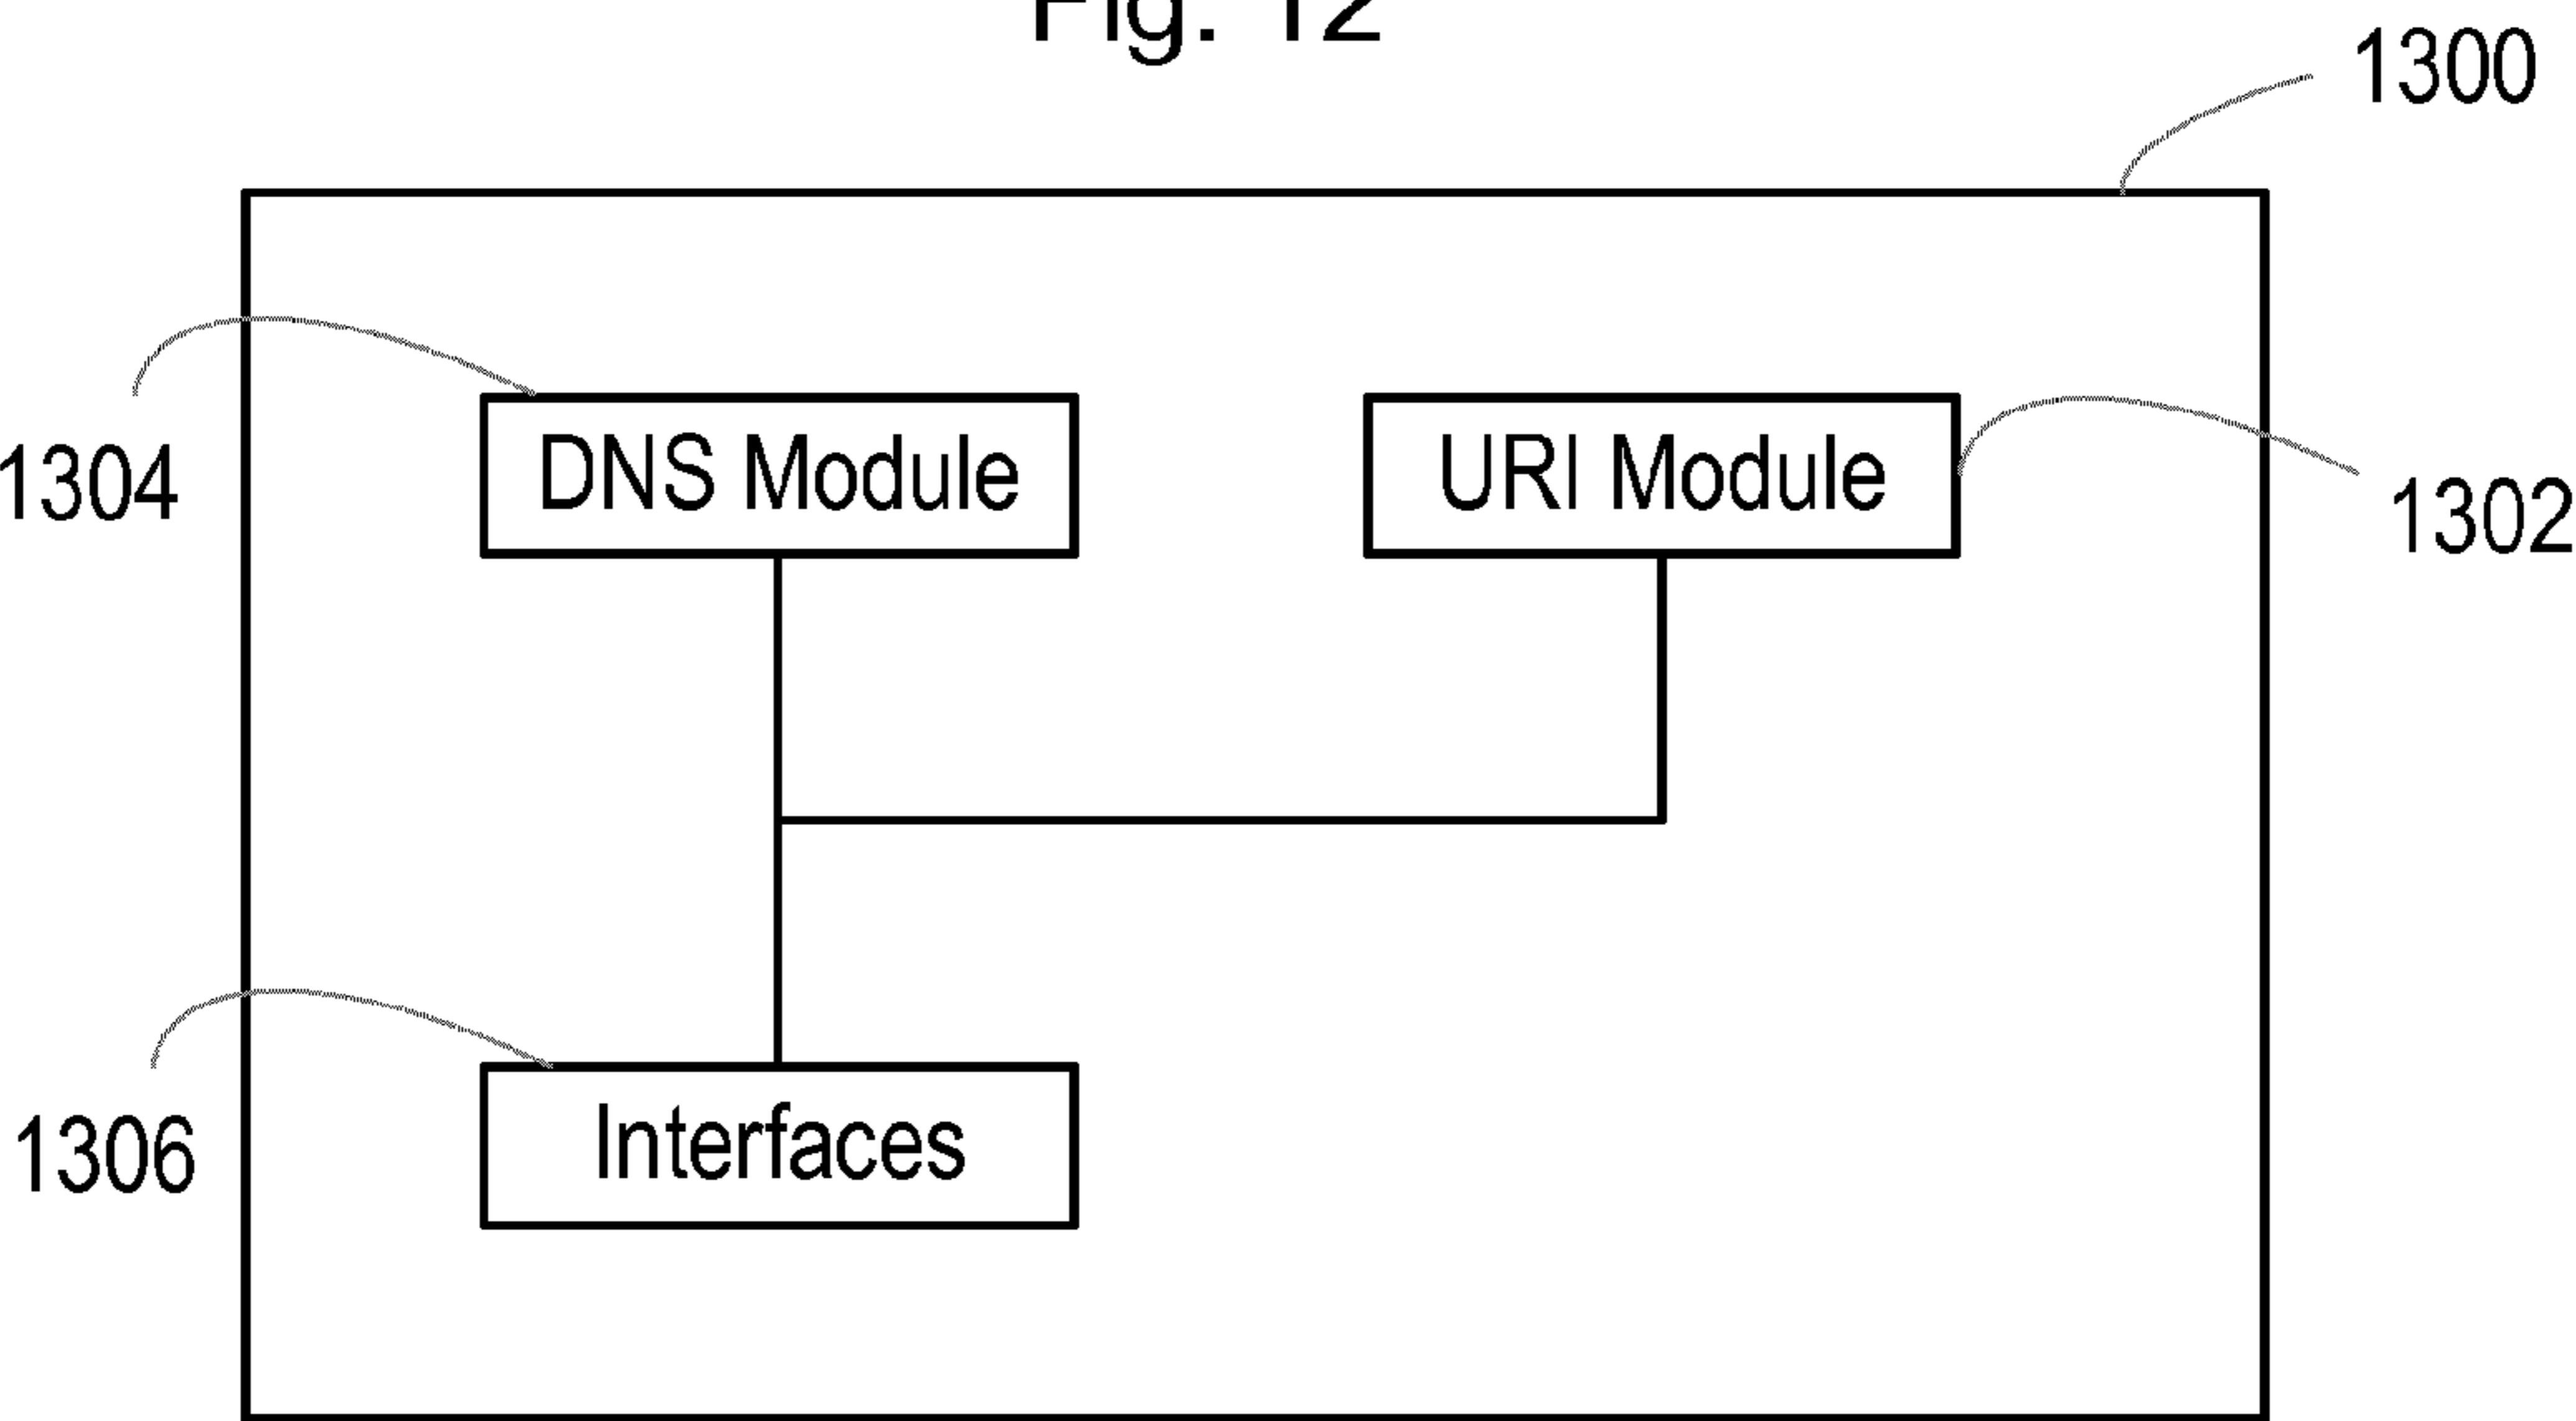 Fig. 12
1300
1304
DNS Module
URI Module
1302
1306
Interfaces